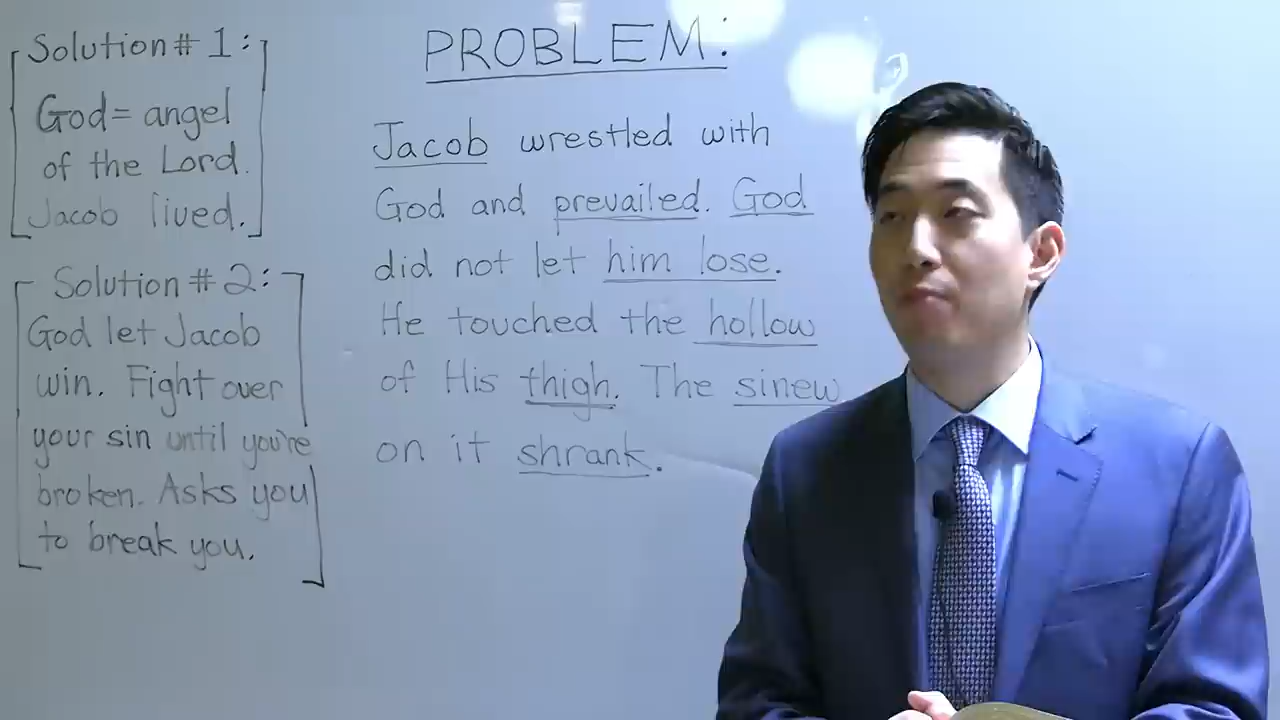 Solution # 1:
God = angel
of the Lord.
Jacob lived.
Solution # 2:
God let Jacob
win. Fight over
your sin until you're
broken. Asks you
to break you.
PROBLEM:
Jacob wrestled with
God and prevailed. God
did not let him lose.
He touched the hollow
of His thigh. The sinew
on it shrank.